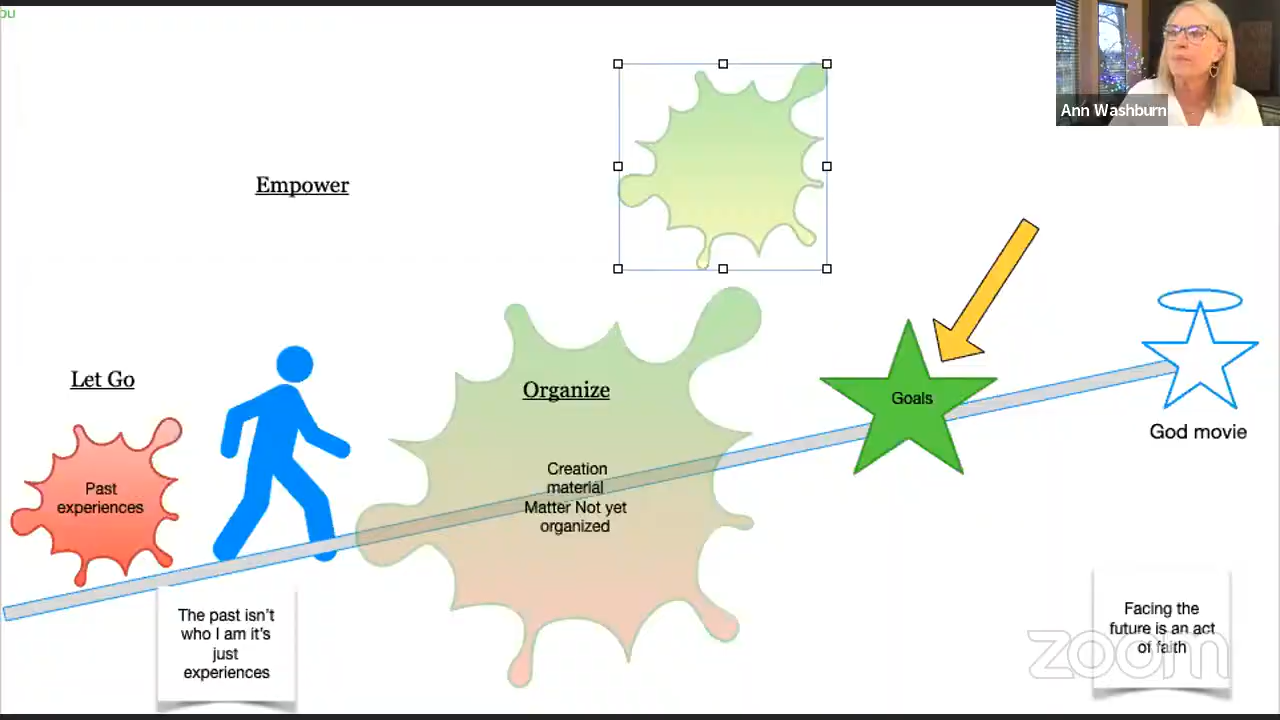 ou
Ann Washburn
Empower
Let Go
Organize
Goals
God movie
Past
experiences
Creation
material
Matter Not yet
organized
The past isn't
who I am it's
just
experiences
Facing the
future is an act
of faith
zoom